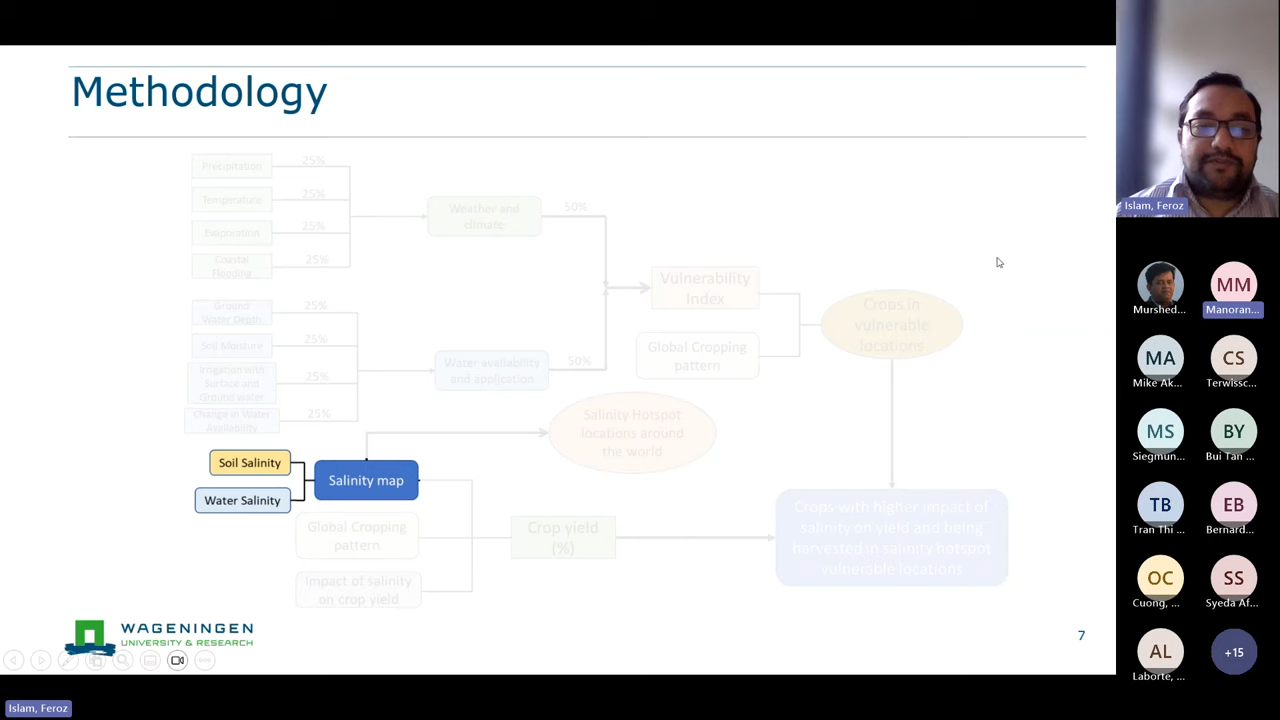 Methodology
Precipitation
25%
Temperature
25%
Evaporation
25%
Coastal
Flooding
25%
Weather and
climate
50%
Ground
Water Depth
25%
Soil Moisture
25%
Irrigation with
Surface and
Ground water
25%
Change in Water
Availability
25%
Water availability
and application
50%
Vulnerability
Index
Global Cropping
pattern
Crops in
vulnerable
locations
Salinity Hotspot
locations around
the world
Soil Salinity
Water Salinity
Salinity map
Global Cropping
pattern
Impact of salinity
on crop yield
Crop yield
(%)
Crops with higher impact of
salinity on yield and being
harvested in salinity hotspot
vulnerable locations
WAGENINGEN
UNIVERSITY & RESEARCH
7
Islam, Feroz
Islam, Feroz
Murshed...
MM
Manoran...
MA
Mike Ak...
CS
Terwissc...
MS
Siegmun...
BY
Bui Tan ...
TB
Tran Thi ...
EB
Bernard...
OC
Cuong, ...
SS
Syeda Af...
AL
Laborte, ...
+15